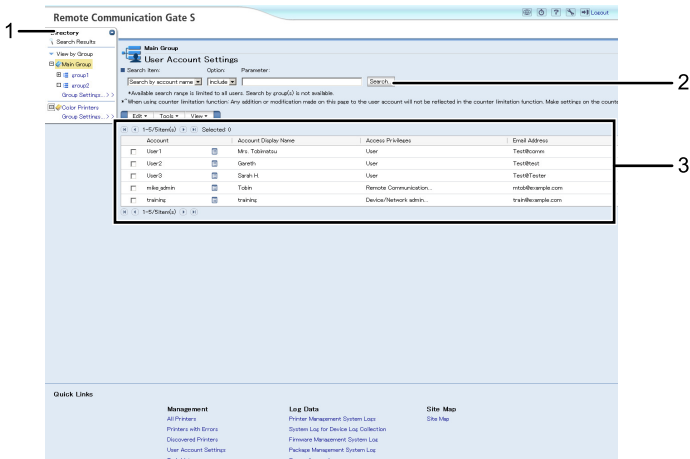 Remote Communication Gate S
Logout
1
Directory
Search Results
View by Group
Main Group
group1
group2
Group Settings...>>
Color Printers
Group Settings...>>
Main Group
User Account Settings
Search item: Option: Parameter:
Search by account name Include Search...
*Available search range is limited to all users. Search by group(s) is not available.
*"When using counter limitation function: Any addition or modification made on this page to the user account will not be reflected in the counter limitation function. Make settings on the counte
2
Edit Tools View
1-5/5item(s) Selected 0
Account Account Display Name Access Privileges Email Address
User1 Mrs. Tobimatsu User Test@comm
User2 Gareth User Test@test
User3 Sarah H User Test@Tester
mike_admin Tobin Remote Communication... mtob@example.com
training training Device/Network admin... train@example.com
1-5/5item(s)
3
Quick Links
Management Log Data Site Map
All Printers Printer Management System Logs Site Map
Printers with Errors System Log for Device Log Collection
Discovered Printers Firmware Management System Log
User Account Settings Package Management System Log